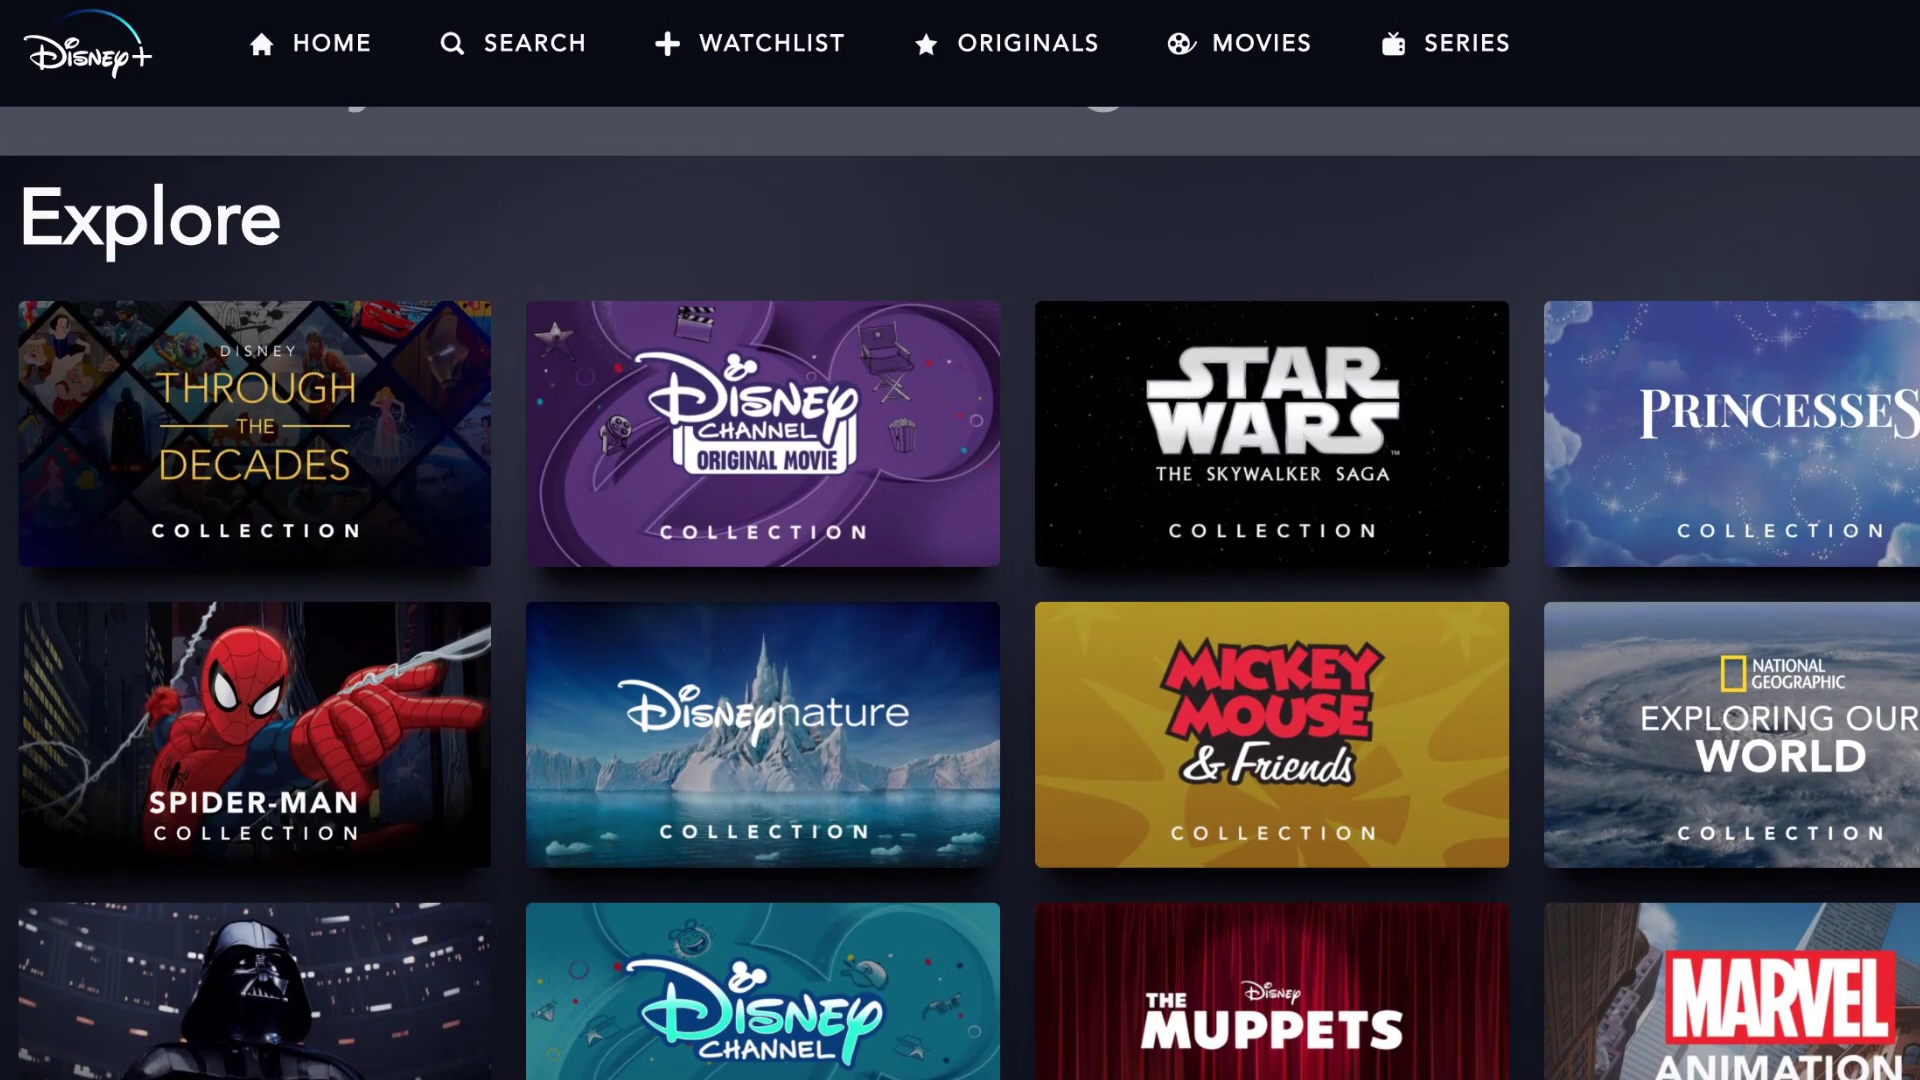 Disney+
HOME
SEARCH
WATCHLIST
ORIGINALS
MOVIES
SERIES
Explore
DISNEY
THROUGH
THE
DECADES
COLLECTION
Disney
CHANNEL
ORIGINAL MOVIE
COLLECTION
STAR
WARS™
THE SKYWALKER SAGA
COLLECTION
PRINCESSES
COLLECTION
SPIDER-MAN
COLLECTION
Disneynature
COLLECTION
MICKEY
MOUSE
& Friends
COLLECTION
NATIONAL
GEOGRAPHIC
EXPLORING OUR
WORLD
COLLECTION
Disney
CHANNEL
Disney
THE
MUPPETS
MARVEL
ANIMATION